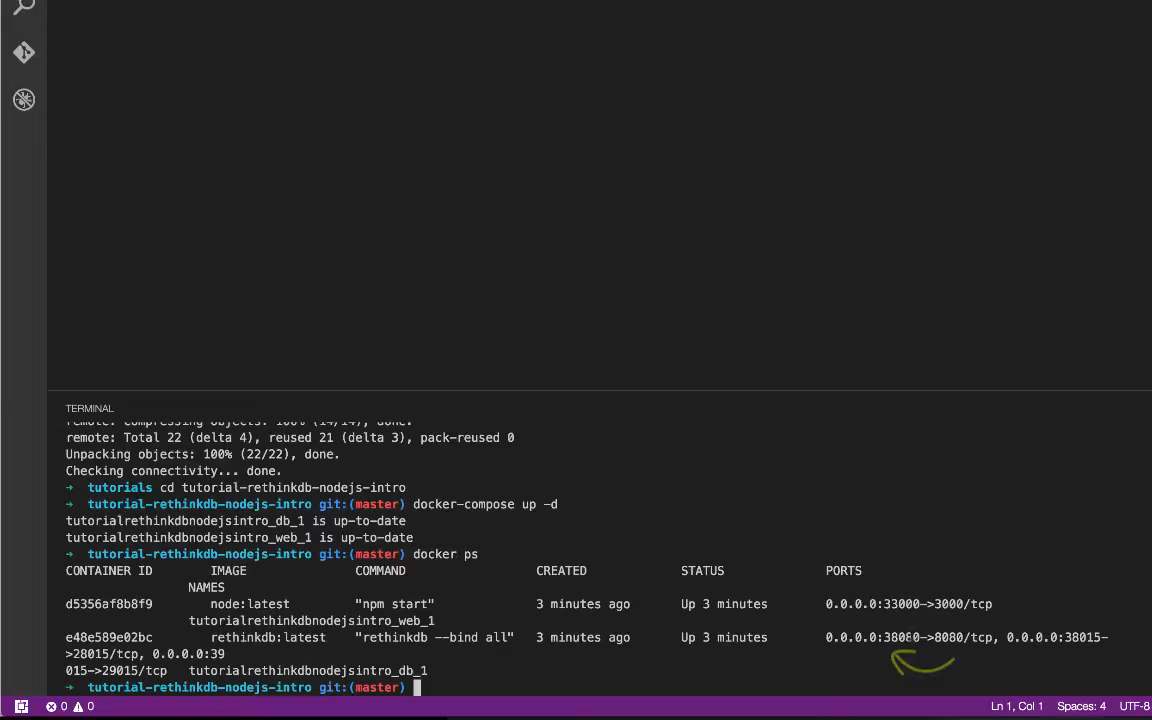 TERMINAL
remote: Compressing objects: 100% (14/14), done.
remote: Total 22 (delta 4), reused 21 (delta 3), pack-reused 0
Unpacking objects: 100% (22/22), done.
Checking connectivity... done.
→ tutorials cd tutorial-rethinkdb-nodejs-intro
→ tutorial-rethinkdb-nodejs-intro git:(master) docker-compose up -d
tutorialrethinkdbnodejsintro_db_1 is up-to-date
tutorialrethinkdbnodejsintro_web_1 is up-to-date
→ tutorial-rethinkdb-nodejs-intro git:(master) docker ps
CONTAINER ID IMAGE COMMAND CREATED STATUS PORTS
NAMES
d5356af8b8f9 node:latest "npm start" 3 minutes ago Up 3 minutes 0.0.0.0:33000->3000/tcp
tutorialrethinkdbnodejsintro_web_1
e48e589e02bc rethinkdb:latest "rethinkdb --bind all" 3 minutes ago Up 3 minutes 0.0.0.0:38080->8080/tcp, 0.0.0.0:38015-
>28015/tcp, 0.0.0.0:39
015->29015/tcp tutorialrethinkdbnodejsintro_db_1
→ tutorial-rethinkdb-nodejs-intro git:(master)
0 0 Ln 1, Col 1 Spaces: 4 UTF-8